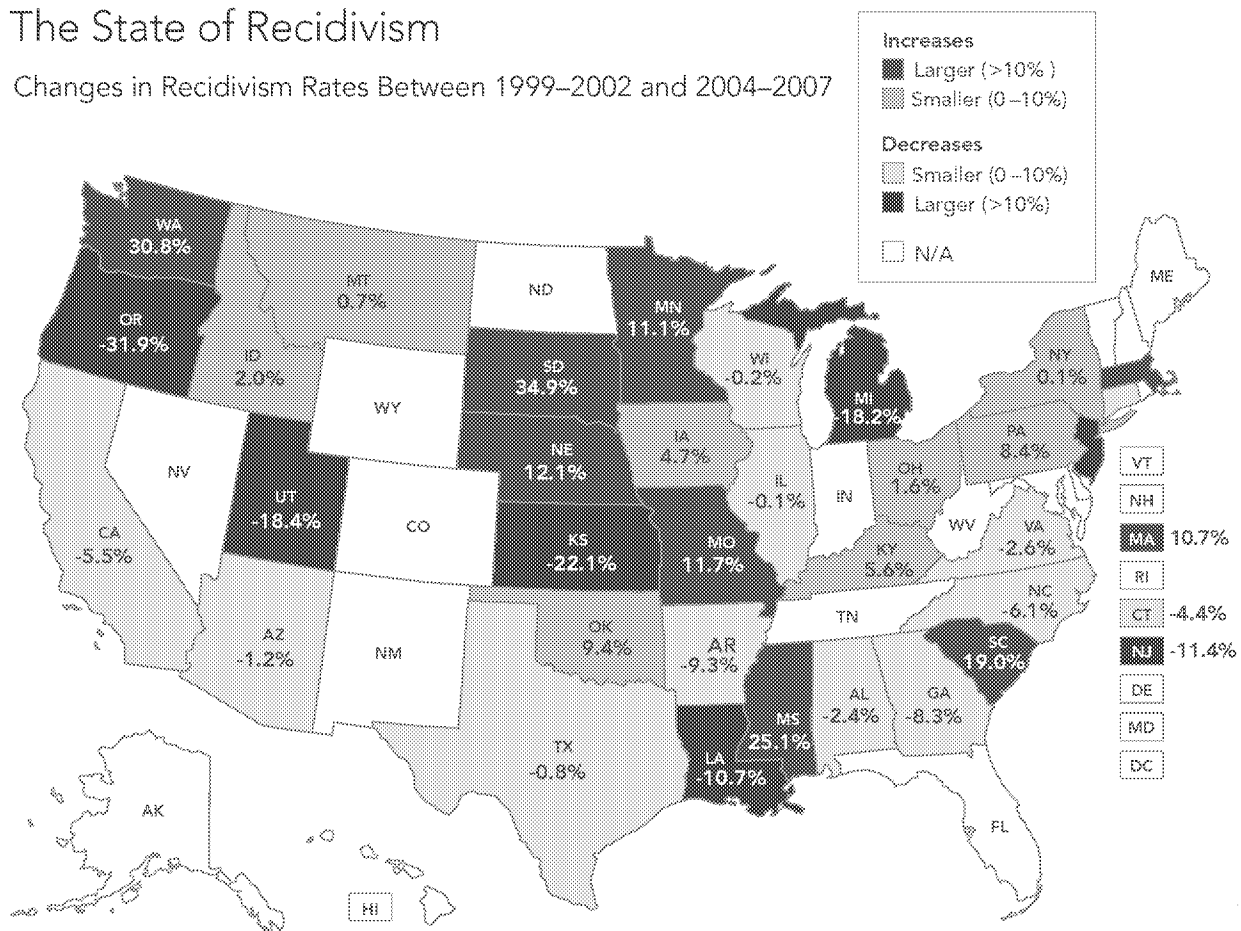 The State of Recidivism
Changes in Recidivism Rates Between 1999–2002 and 2004–2007
Increases
Larger (>10% )
Smaller (0 –10%)
Decreases
Smaller (0 –10%)
Larger (>10%)
N/A
WA
30.8%
OR
-31.9%
MT
0.7%
ID
2.0%
ND
MN
11.1%
SD
34.9%
WY
WI
-0.2%
MI
-18.2%
NY
0.1%
ME
NE
12.1%
IA
4.7%
PA
8.4%
NV
UT
-18.4%
CO
IL
-0.1%
IN
OH
1.6%
WV
VA
-2.6%
CA
-5.5%
KS
-22.1%
MO
11.7%
KY
5.6%
NC
-6.1%
TN
AZ
-1.2%
NM
OK
9.4%
AR
-9.3%
SC
19.0%
MS
25.1%
AL
-2.4%
GA
-8.3%
TX
-0.8%
LA
-10.7%
FL
AK
HI
VT
NH
MA 10.7%
RI
CT -4.4%
NJ -11.4%
DE
MD
DC